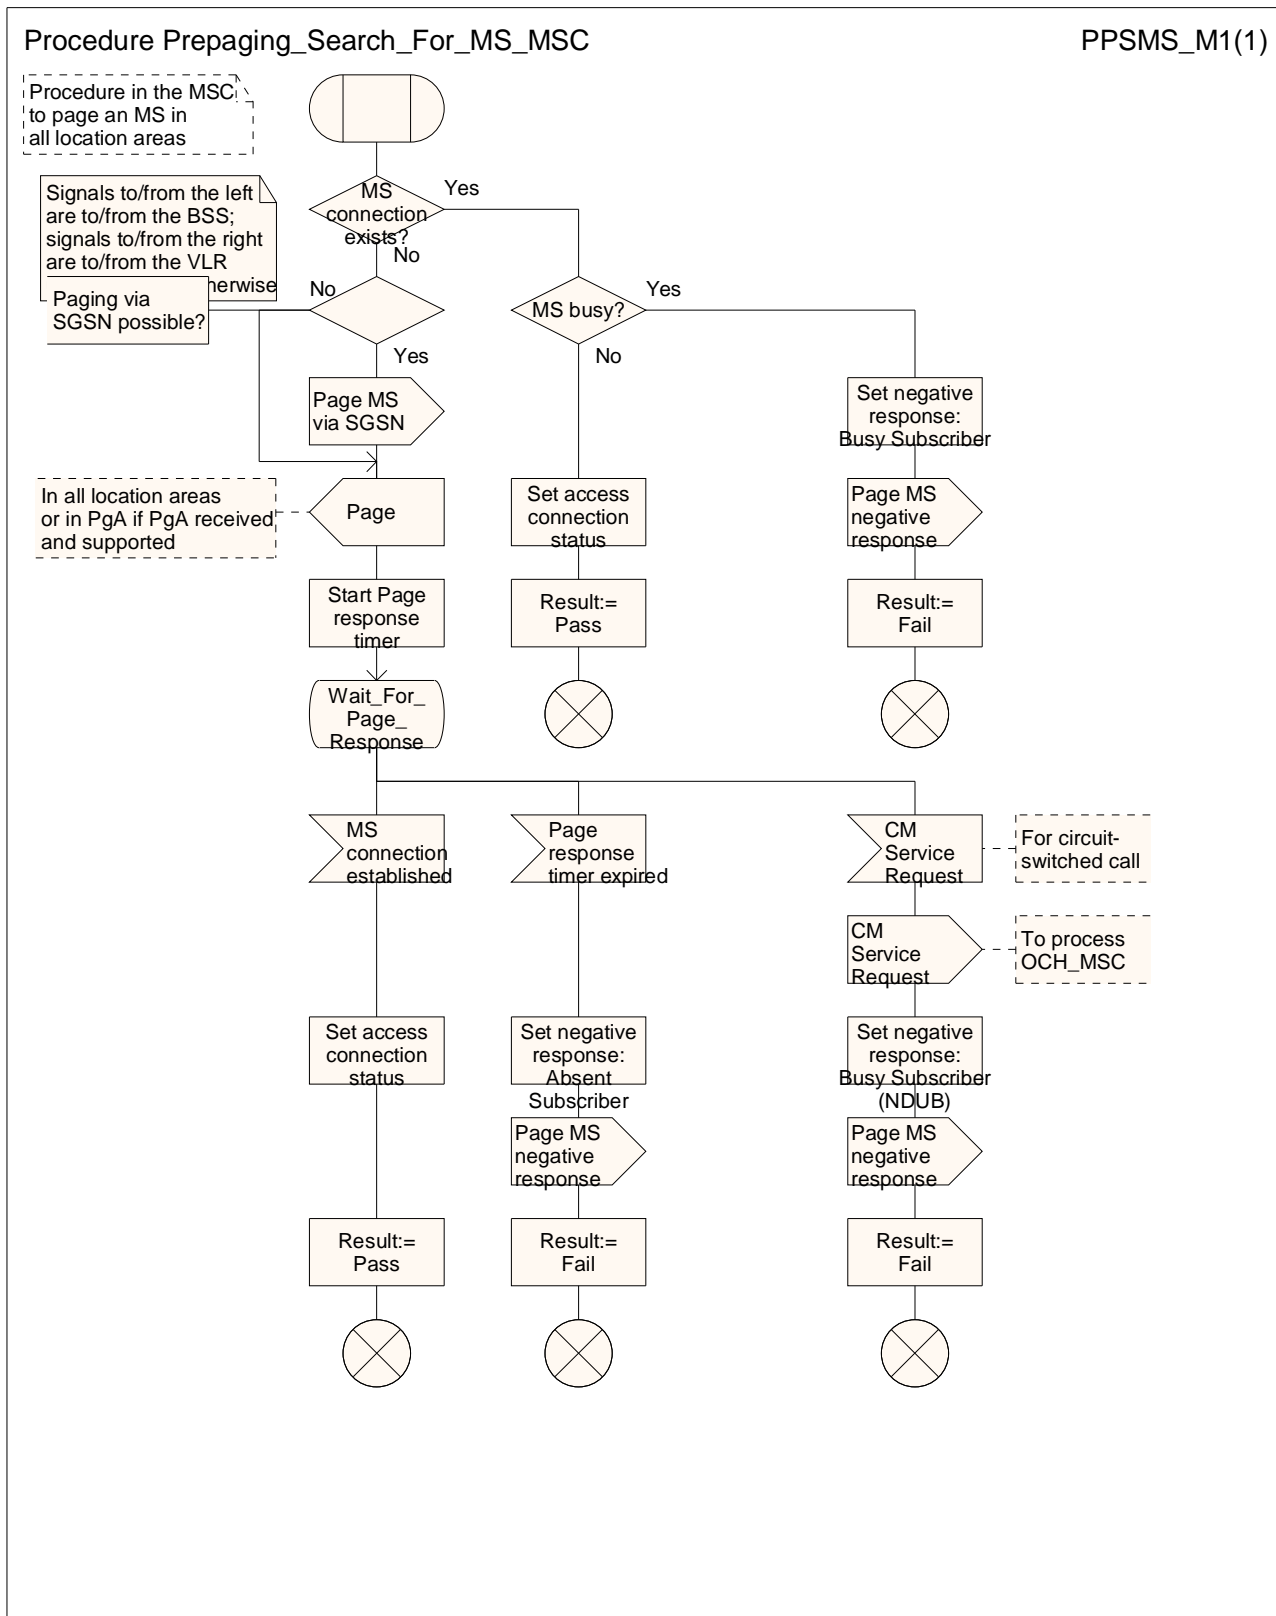 Procedure Prepaging_Search_For_MS_MSC
PPSMS_M1(1)
Procedure in the MSC
to page an MS in
all location areas
Signals to/from the left
are to/from the BSS;
signals to/from the right
are to/from the VLR
herwise
MS
connection
exists?
Yes
No
Paging via
SGSN possible?
No
Yes
MS busy?
Yes
No
Page MS
via SGSN
Set negative
response:
Busy Subscriber
In all location areas
or in PgA if PgA received
and supported
Page
Set access
connection
status
Page MS
negative
response
Start Page
response
timer
Result:=
Pass
Result:=
Fail
Wait_For_
Page_
Response
MS
connection
established
Page
response
timer expired
CM
Service
Request
For circuit-
switched call
CM
Service
Request
To process
OCH_MSC
Set access
connection
status
Set negative
response:
Absent
Subscriber
Set negative
response:
Busy Subscriber
(NDUB)
Page MS
negative
response
Page MS
negative
response
Result:=
Pass
Result:=
Fail
Result:=
Fail